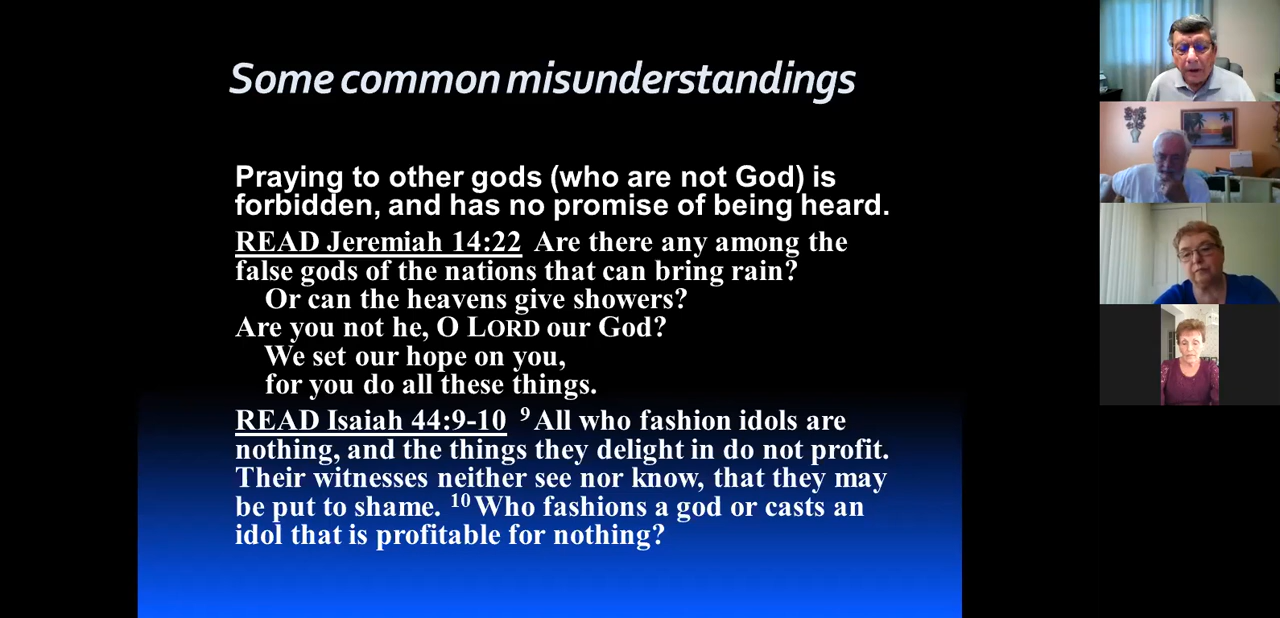 Some common misunderstandings
Praying to other gods (who are not God) is
forbidden, and has no promise of being heard.
READ Jeremiah 14:22 Are there any among the
false gods of the nations that can bring rain?
Or can the heavens give showers?
Are you not he, O LORD our God?
We set our hope on you,
for you do all these things.
READ Isaiah 44:9-10 ⁹All who fashion idols are
nothing, and the things they delight in do not profit.
Their witnesses neither see nor know, that they may
be put to shame. ¹⁰Who fashions a god or casts an
idol that is profitable for nothing?